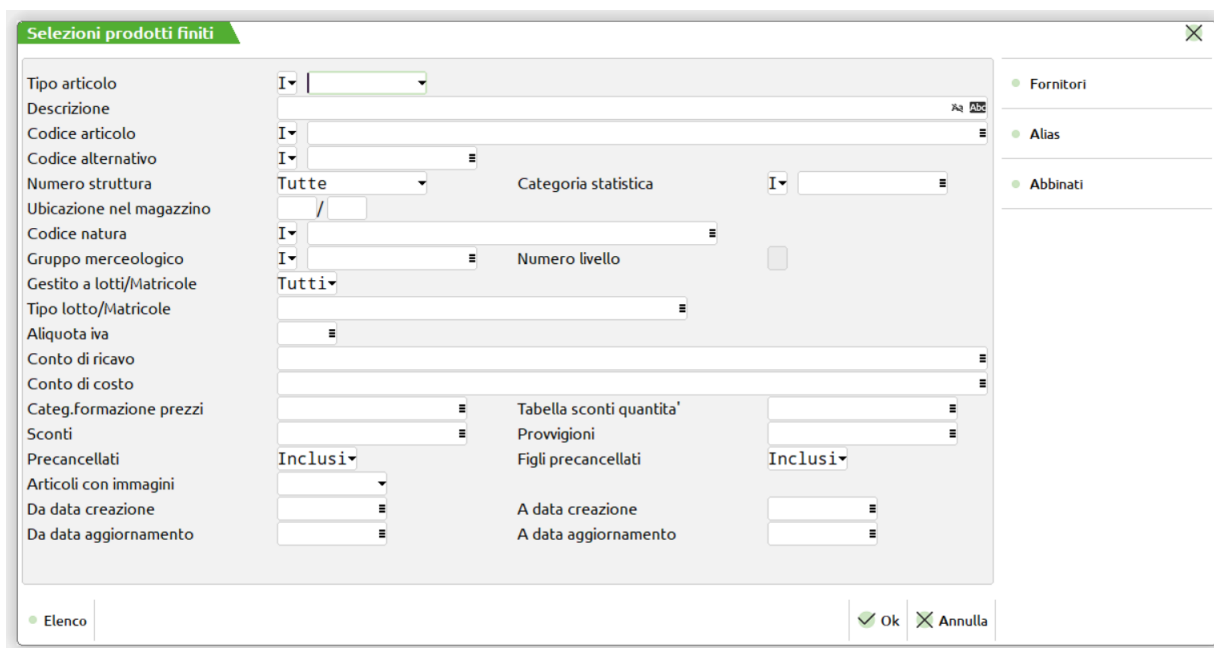 Selezioni prodotti finiti
Tipo articolo I
Descrizione Abc
Codice articolo I
Codice alternativo I
Numero struttura Tutte Categoria statistica I
Ubicazione nel magazzino /
Codice natura I
Gruppo merceologico I Numero livello
Gestito a lotti/Matricole Tutti
Tipo lotto/Matricole
Aliquota iva
Conto di ricavo
Conto di costo
Categ.formazione prezzi Tabella sconti quantita'
Sconti Provvigioni
Precancellati Inclusi Figli precancellati Inclusi
Articoli con immagini
Da data creazione A data creazione
Da data aggiornamento A data aggiornamento
Fornitori
Alias
Abbinati
Elenco Ok Annulla